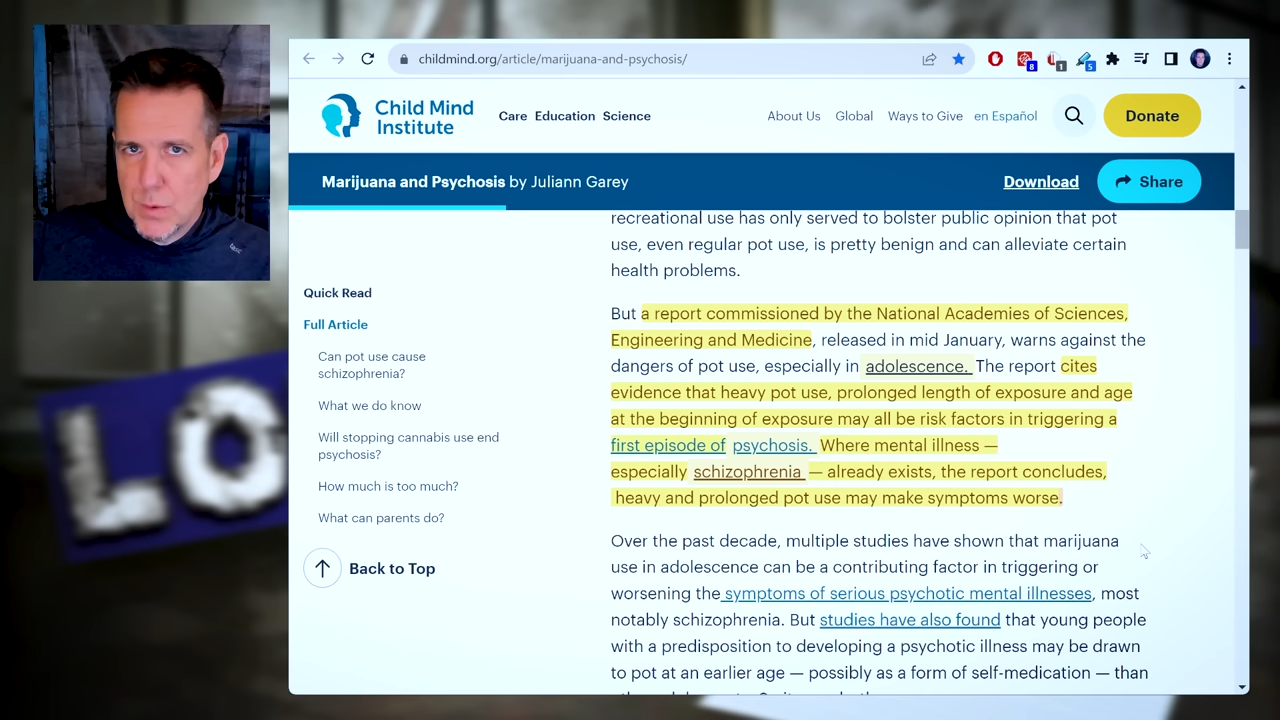 childmind.org/article/marijuana-and-psychosis/
8
1
5
Child Mind
Institute
Care Education Science
About Us Global Ways to Give en Español
Donate
Marijuana and Psychosis by Juliann Garey
Download
Share
recreational use has only served to bolster public opinion that pot
use, even regular pot use, is pretty benign and can alleviate certain
health problems.
Quick Read
Full Article
Can pot use cause
schizophrenia?
What we do know
Will stopping cannabis use end
psychosis?
How much is too much?
What can parents do?
Back to Top
But a report commissioned by the National Academies of Sciences,
Engineering and Medicine, released in mid January, warns against the
dangers of pot use, especially in adolescence. The report cites
evidence that heavy pot use, prolonged length of exposure and age
at the beginning of exposure may all be risk factors in triggering a
first episode of psychosis. Where mental illness —
especially schizophrenia — already exists, the report concludes,
heavy and prolonged pot use may make symptoms worse.
Over the past decade, multiple studies have shown that marijuana
use in adolescence can be a contributing factor in triggering or
worsening the symptoms of serious psychotic mental illnesses, most
notably schizophrenia. But studies have also found that young people
with a predisposition to developing a psychotic illness may be drawn
to pot at an earlier age — possibly as a form of self-medication — than
LO